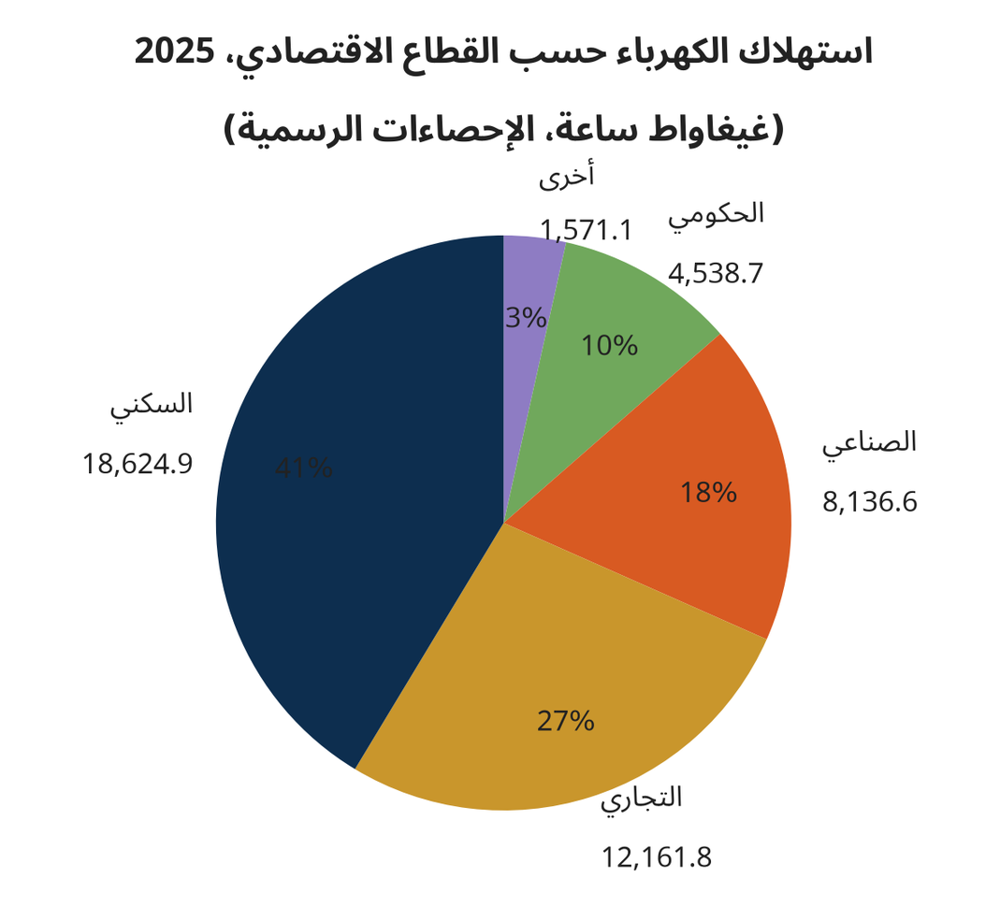 استهلاك الكهرباء حسب القطاع الاقتصادي، 2025
(غيغاواط ساعة، الإحصاءات الرسمية)
أخرى
1,571.1
الحكومي
4,538.7
3%
10%
السكني
18,624.9
41%
الصناعي
8,136.6
18%
27%
التجاري
12,161.8